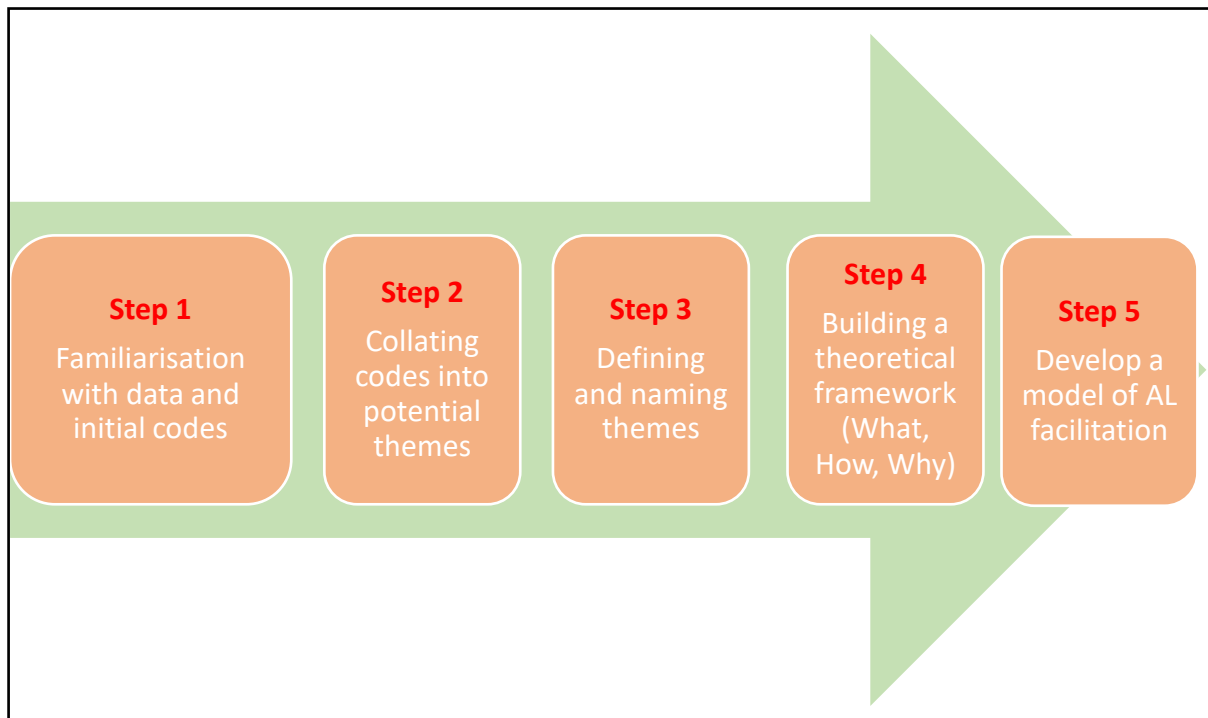 Step 1
Familiarisation
with data and
initial codes
Step 2
Collating
codes into
potential
themes
Step 3
Defining
and naming
themes
Step 4
Building a
theoretical
framework
(What,
How, Why)
Step 5
Develop a
model of AL
facilitation